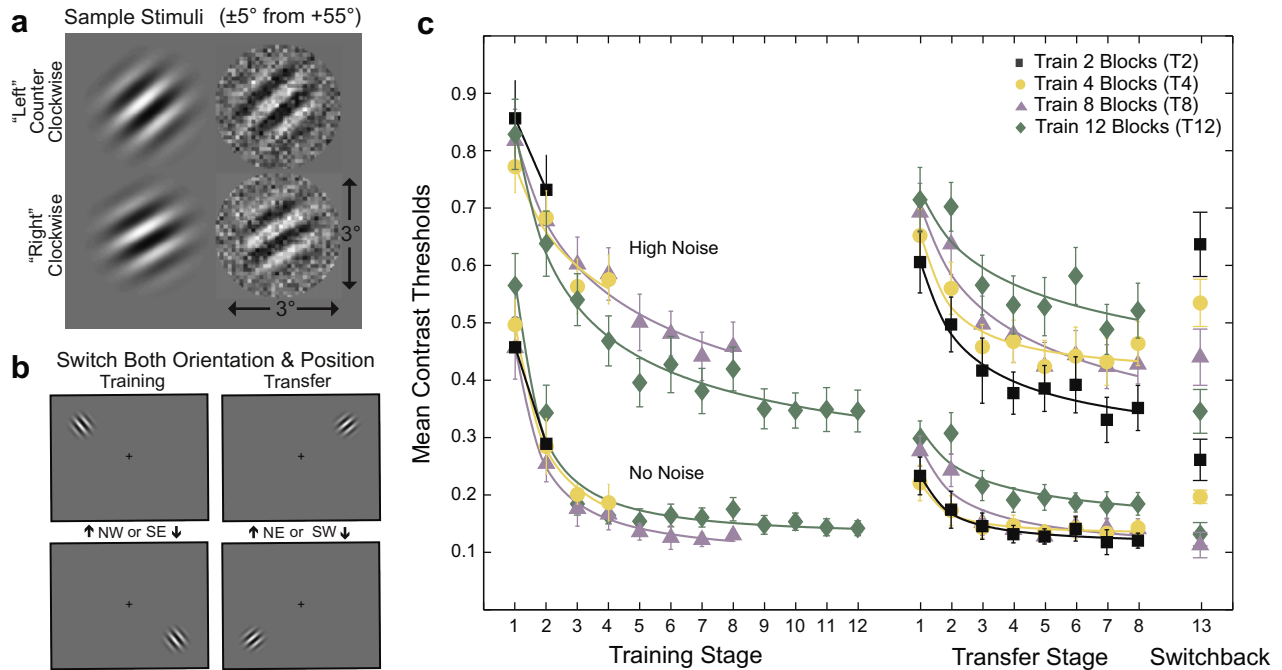 a
Sample Stimuli (±5° from +55°)
"Left"
Counter
Clockwise
"Right"
Clockwise
3°
3°
b
Switch Both Orientation & Position
Training
Transfer
+
+
↑ NW or SE ↓
↑ NE or SW ↓
+
+
c
Mean Contrast Thresholds
0.9
0.8
0.7
0.6
0.5
0.4
0.3
0.2
0.1
High Noise
No Noise
Train 2 Blocks (T2)
Train 4 Blocks (T4)
Train 8 Blocks (T8)
Train 12 Blocks (T12)
1 2 3 4 5 6 7 8 9 10 11 12
1 2 3 4 5 6 7 8
13
Training Stage
Transfer Stage
Switchback